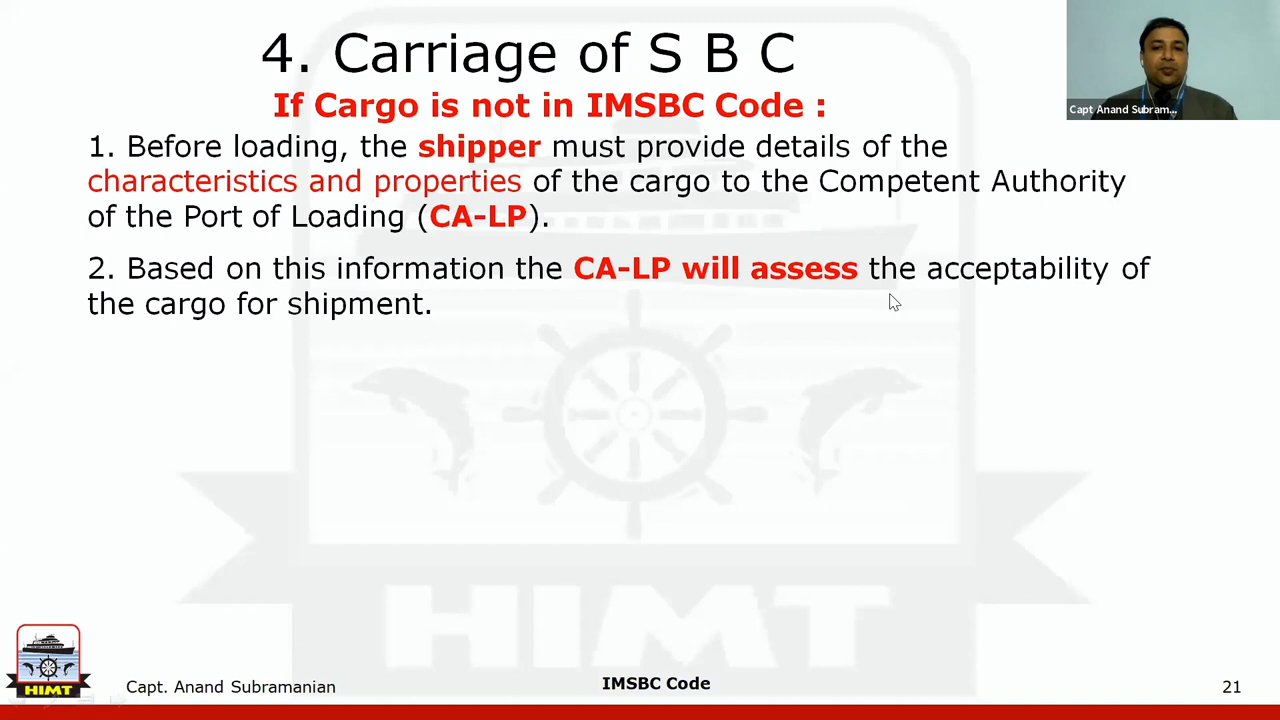 4. Carriage of S B C
If Cargo is not in IMSBC Code :
Capt Anand Subram...
1. Before loading, the shipper must provide details of the
characteristics and properties of the cargo to the Competent Authority
of the Port of Loading (CA-LP).
2. Based on this information the CA-LP will assess the acceptability of
the cargo for shipment.
HIMT
HIMT
Capt. Anand Subramanian
IMSBC Code
21